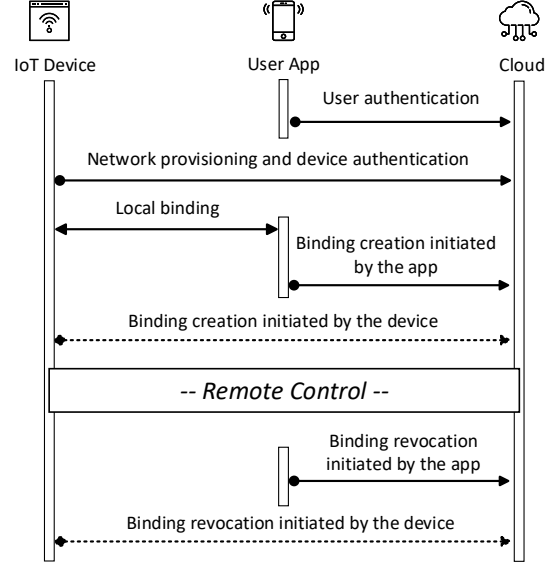 IoT Device
User App
Cloud
User authentication
Network provisioning and device authentication
Local binding
Binding creation initiated
by the app
Binding creation initiated by the device
-- Remote Control --
Binding revocation
initiated by the app
Binding revocation initiated by the device